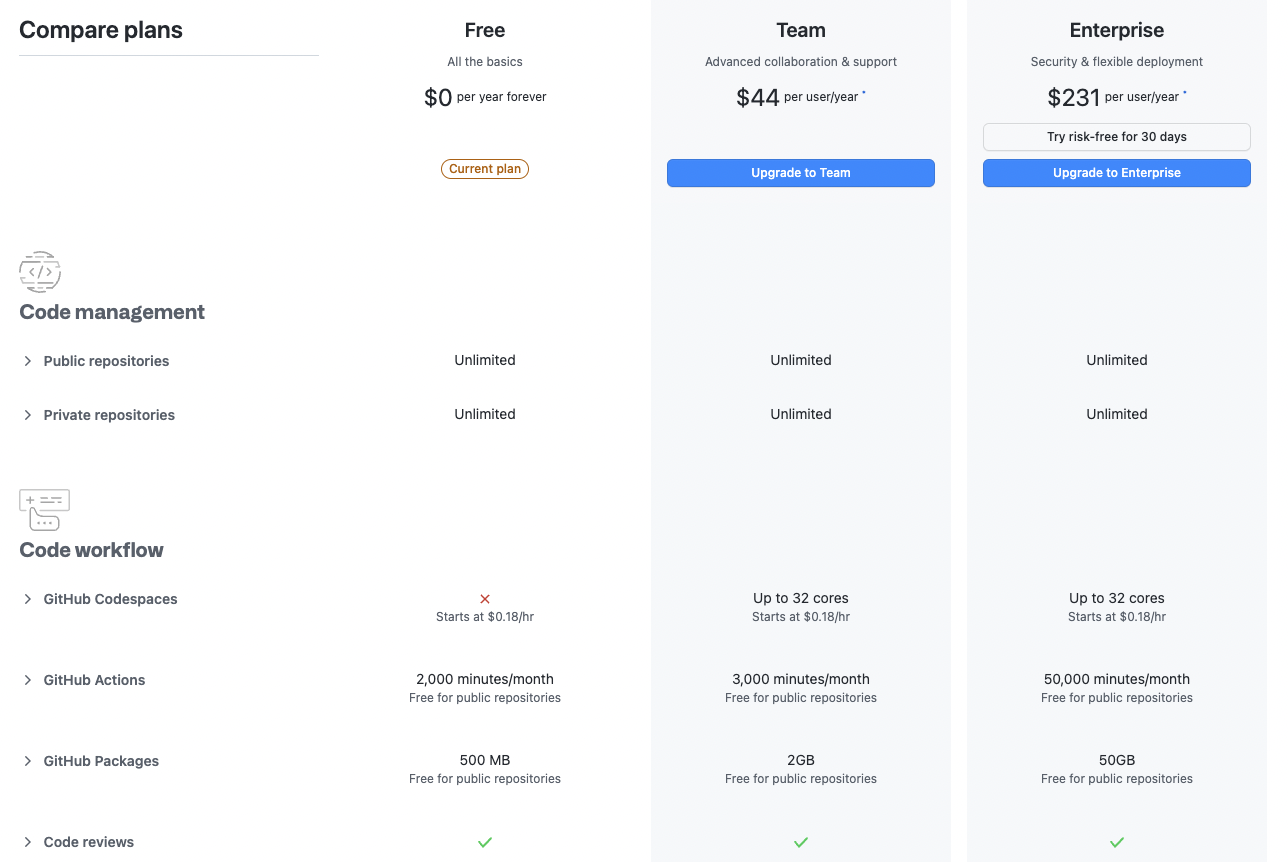 Compare plans
Free
All the basics
$0 per year forever
Current plan
Team
Advanced collaboration & support
$44 per user/year *
Upgrade to Team
Enterprise
Security & flexible deployment
$231 per user/year *
Try risk-free for 30 days
Upgrade to Enterprise
Code management
Public repositories Unlimited Unlimited Unlimited
Private repositories Unlimited Unlimited Unlimited
Code workflow
GitHub Codespaces Up to 32 cores Up to 32 cores
Starts at $0.18/hr Starts at $0.18/hr Starts at $0.18/hr
GitHub Actions 2,000 minutes/month 3,000 minutes/month 50,000 minutes/month
Free for public repositories Free for public repositories Free for public repositories
GitHub Packages 500 MB 2GB 50GB
Free for public repositories Free for public repositories Free for public repositories
Code reviews